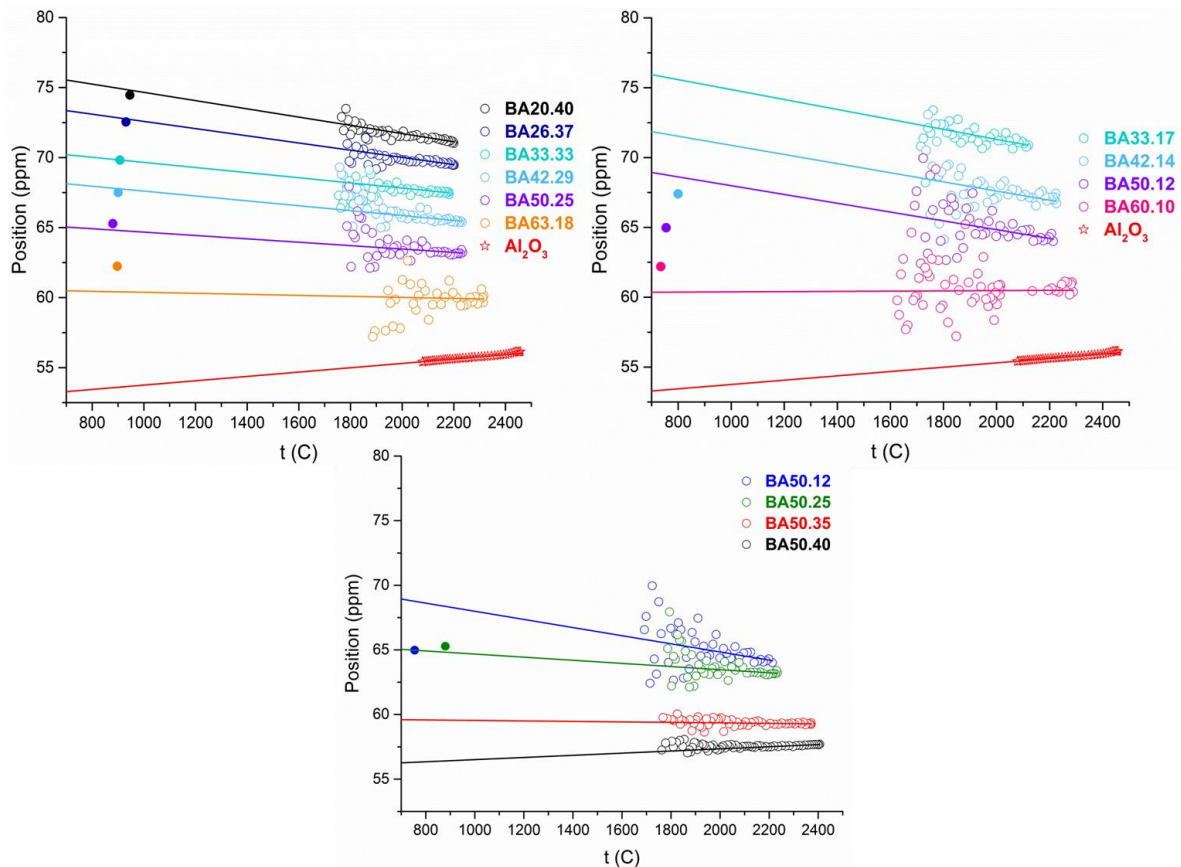 80
75
70
65
60
55
Position (ppm)
800 1000 1200 1400 1600 1800 2000 2200 2400
t (C)
BA20.40
BA26.37
BA33.33
BA42.29
BA50.25
BA63.18
Al₂O₃
80
75
70
65
60
55
Position (ppm)
800 1000 1200 1400 1600 1800 2000 2200 2400
t (C)
BA33.17
BA42.14
BA50.12
BA60.10
Al₂O₃
80
75
70
65
60
55
Position (ppm)
800 1000 1200 1400 1600 1800 2000 2200 2400
t (C)
BA50.12
BA50.25
BA50.35
BA50.40